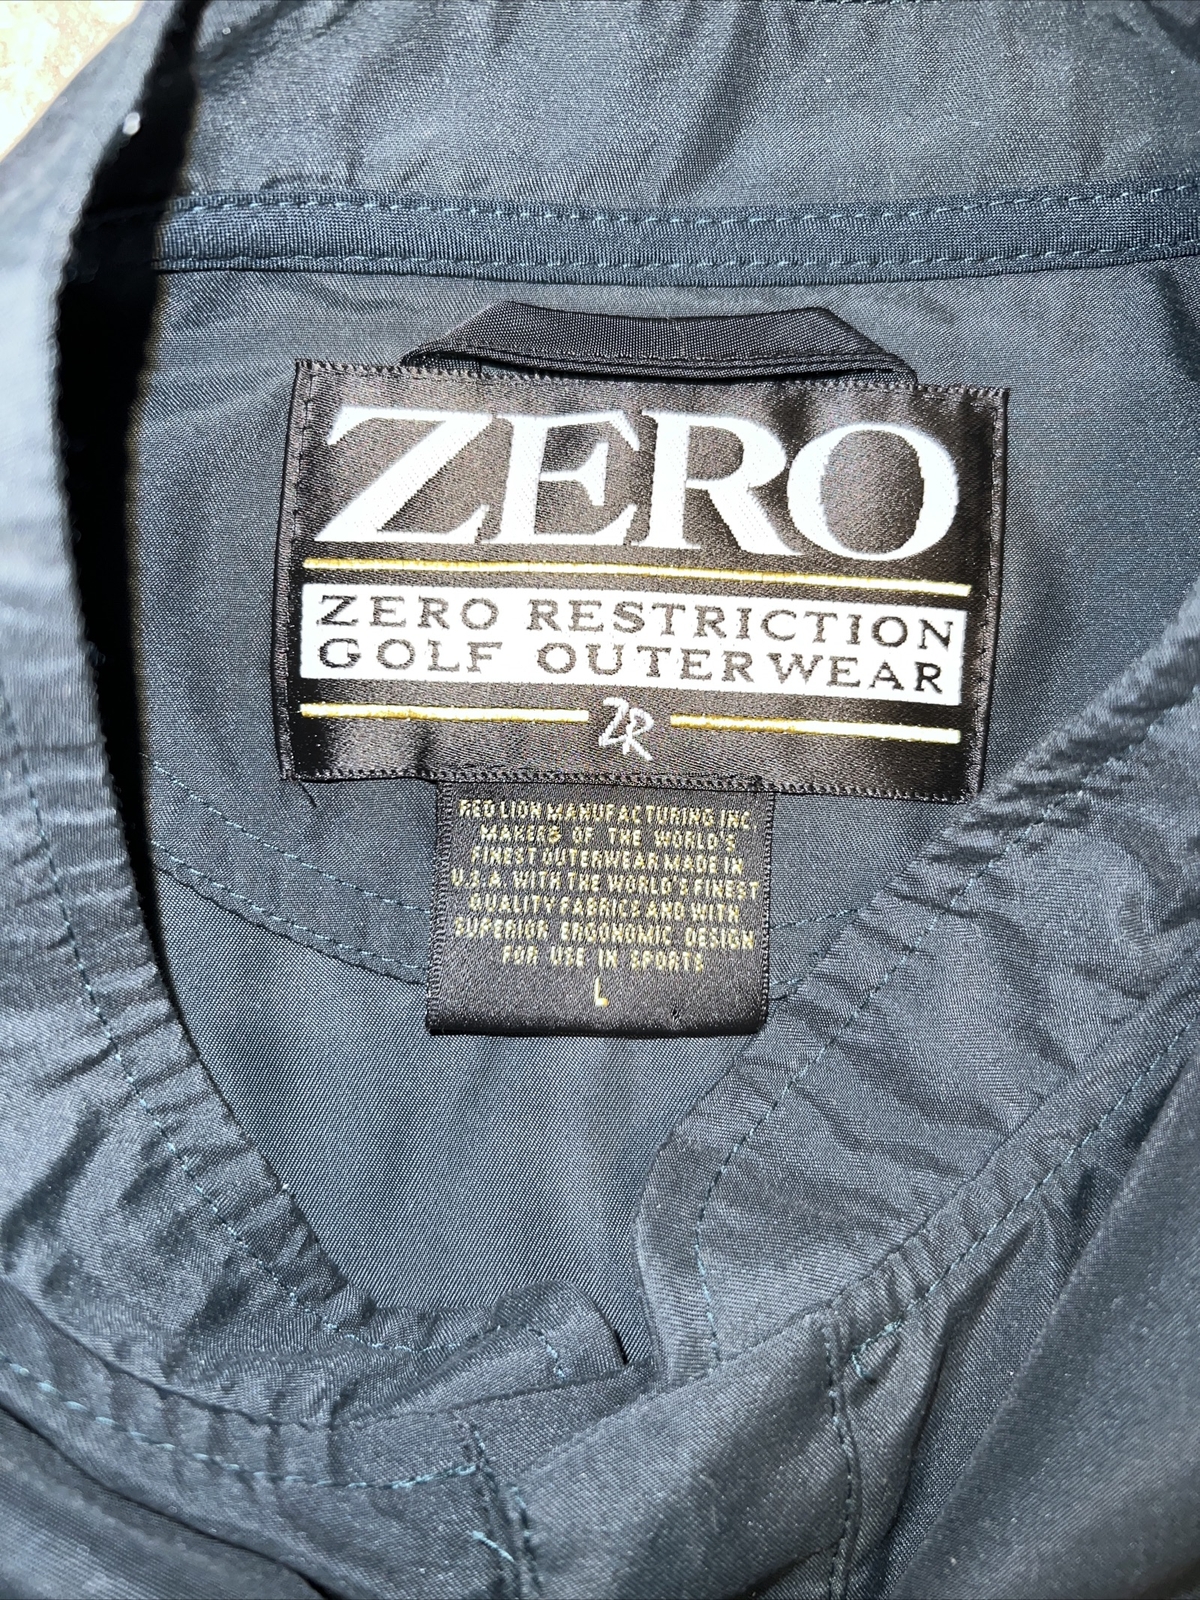 ZERO
ZERO RESTRICTION
GOLF OUTERWEAR
ZR
RED LION MANUFACTURING INC
MAKERS OF THE WORLD'S
FINEST OUTERWEAR MADE IN
U.S.A. WITH THE WORLD'S FINEST
QUALITY FABRICS AND WITH
SUPERIOR ERGONOMIC DESIGN
FOR USE IN SPORTS
L